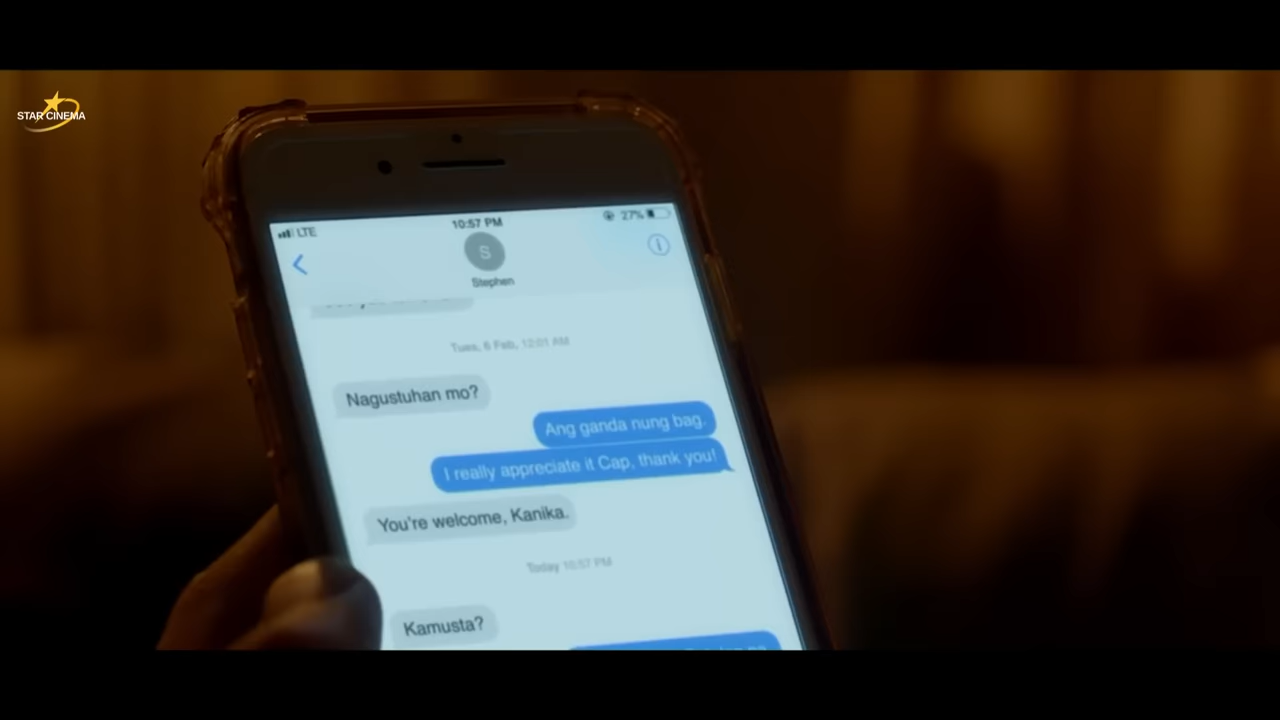 STAR CINEMA
LTE
10:57 PM
27%
S
Stephen
Tues, 6 Feb, 12:01 AM
Nagustuhan mo?
Ang ganda nung bag.
I really appreciate it Cap, thank you!
You're welcome, Kanika.
Today 10:57 PM
Kamusta?